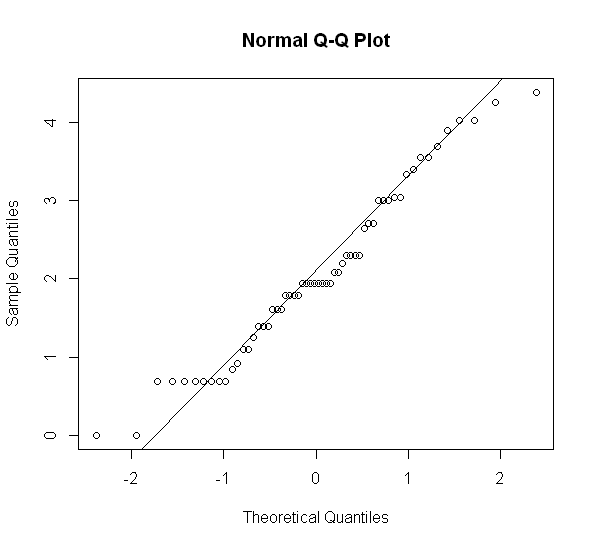 Normal Q-Q Plot
4
3
2
1
0
Sample Quantiles
-2 -1 0 1 2
Theoretical Quantiles